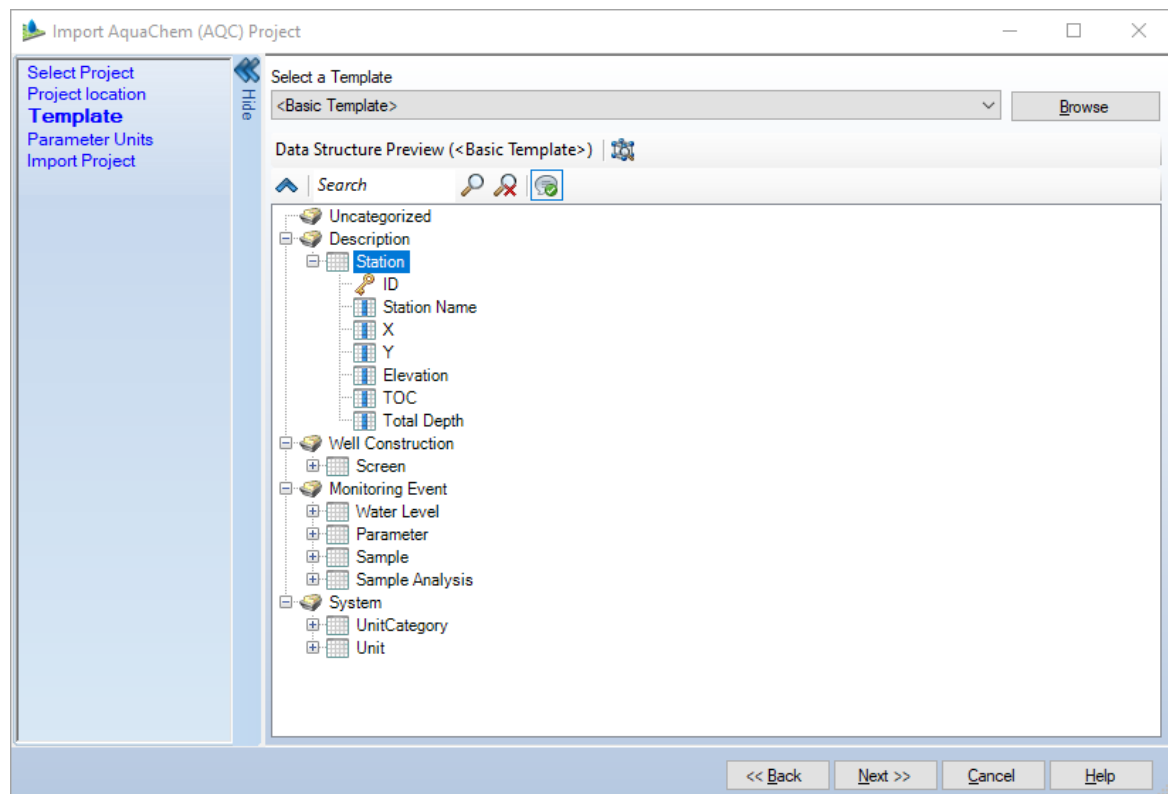 Import AquaChem (AQC) Project
Select Project
Project location
Template
Parameter Units
Import Project
Hide
Select a Template
<Basic Template>
Browse
Data Structure Preview (<Basic Template>)
Search
Uncategorized
Description
Station
ID
Station Name
X
Y
Elevation
TOC
Total Depth
Well Construction
Screen
Monitoring Event
Water Level
Parameter
Sample
Sample Analysis
System
UnitCategory
Unit
<< Back
Next >>
Cancel
Help